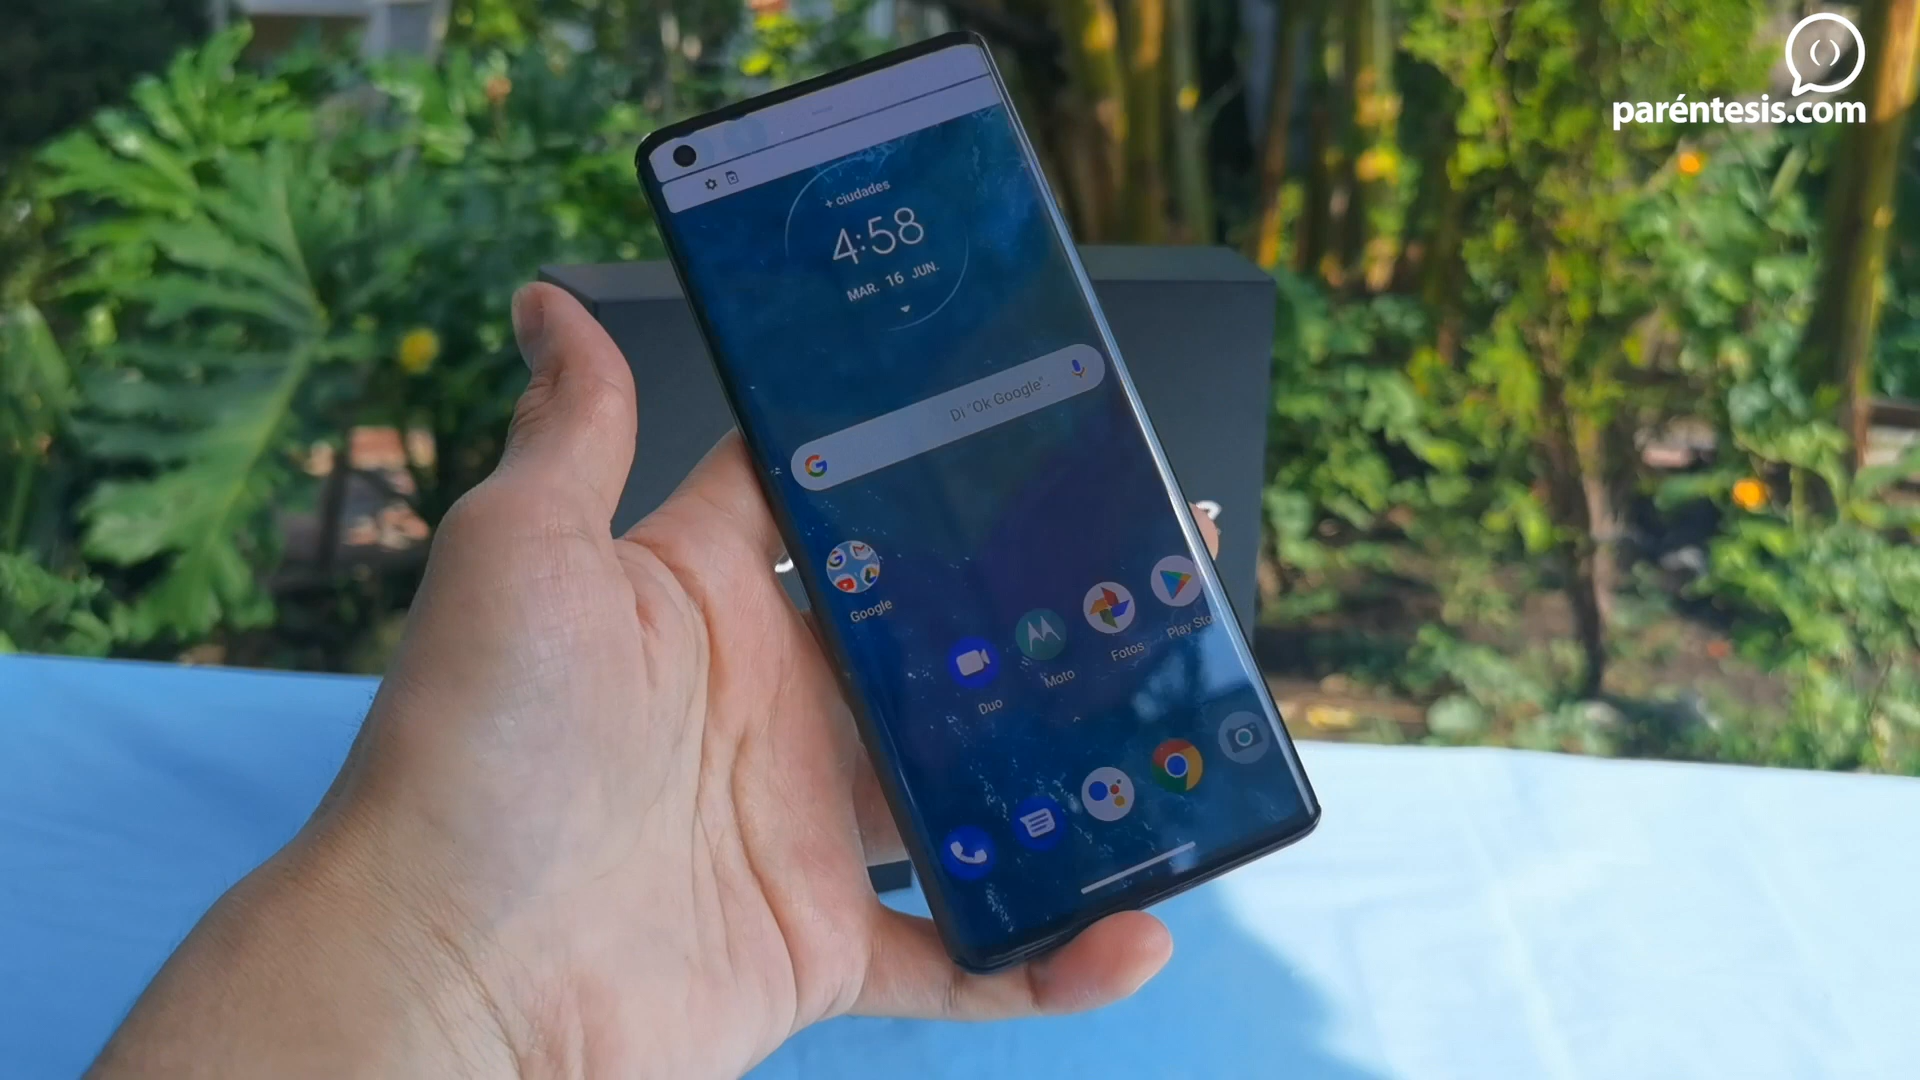 paréntesis.com
+ ciudades
4:58
MAR. 16 JUN.
Di "Ok Google".
Google
Duo
Moto
Fotos
Play Sto